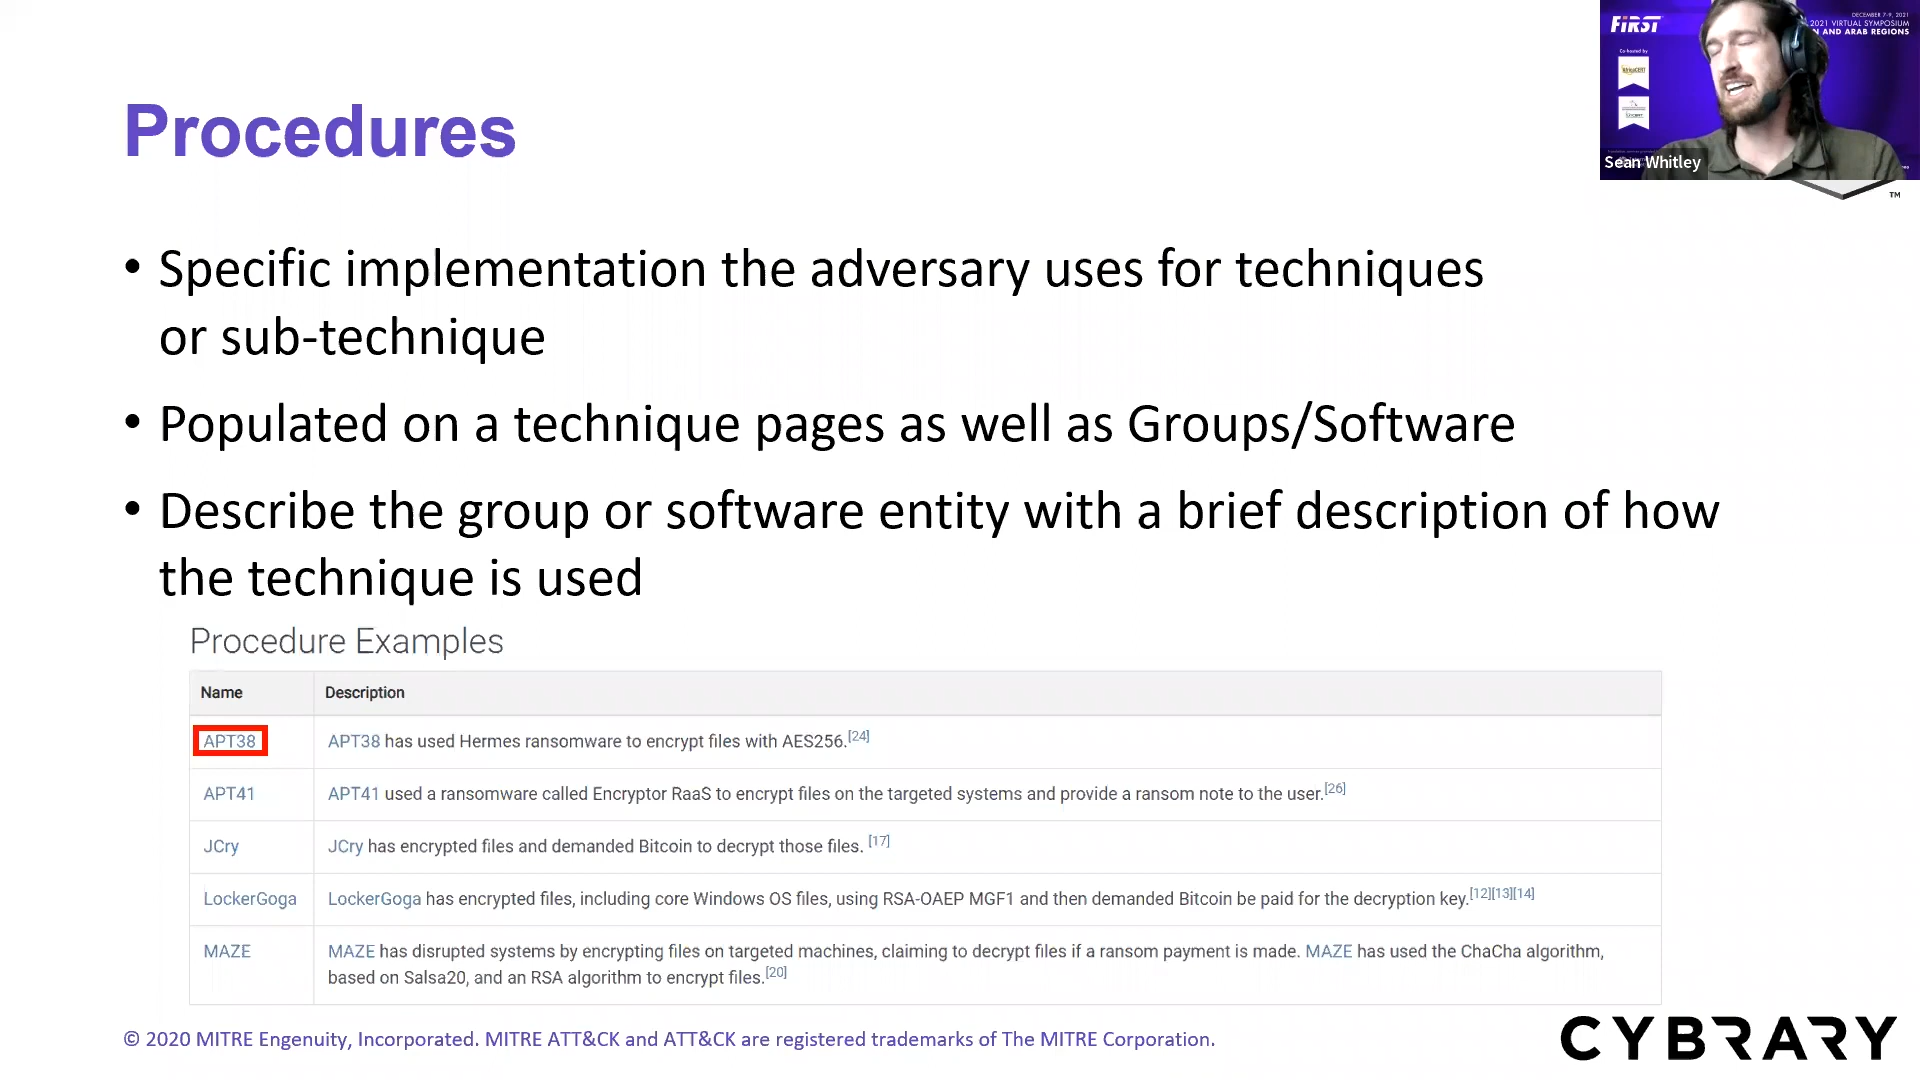 FIRST
DECEMBER 7-9, 2021
2021 VIRTUAL SYMPOSIUM
N AND ARAB REGIONS
Co-hosted by
Sean Whitley
TM
Procedures
• Specific implementation the adversary uses for techniques
or sub-technique
• Populated on a technique pages as well as Groups/Software
• Describe the group or software entity with a brief description of how
the technique is used
Procedure Examples
Name Description
APT38 APT38 has used Hermes ransomware to encrypt files with AES256.[24]
APT41 APT41 used a ransomware called Encryptor RaaS to encrypt files on the targeted systems and provide a ransom note to the user.[26]
JCry JCry has encrypted files and demanded Bitcoin to decrypt those files. [17]
LockerGoga LockerGoga has encrypted files, including core Windows OS files, using RSA-OAEP MGF1 and then demanded Bitcoin be paid for the decryption key.[12][13][14]
MAZE MAZE has disrupted systems by encrypting files on targeted machines, claiming to decrypt files if a ransom payment is made. MAZE has used the ChaCha algorithm,
based on Salsa20, and an RSA algorithm to encrypt files.[20]
© 2020 MITRE Engenuity, Incorporated. MITRE ATT&CK and ATT&CK are registered trademarks of The MITRE Corporation.
CYBRARY